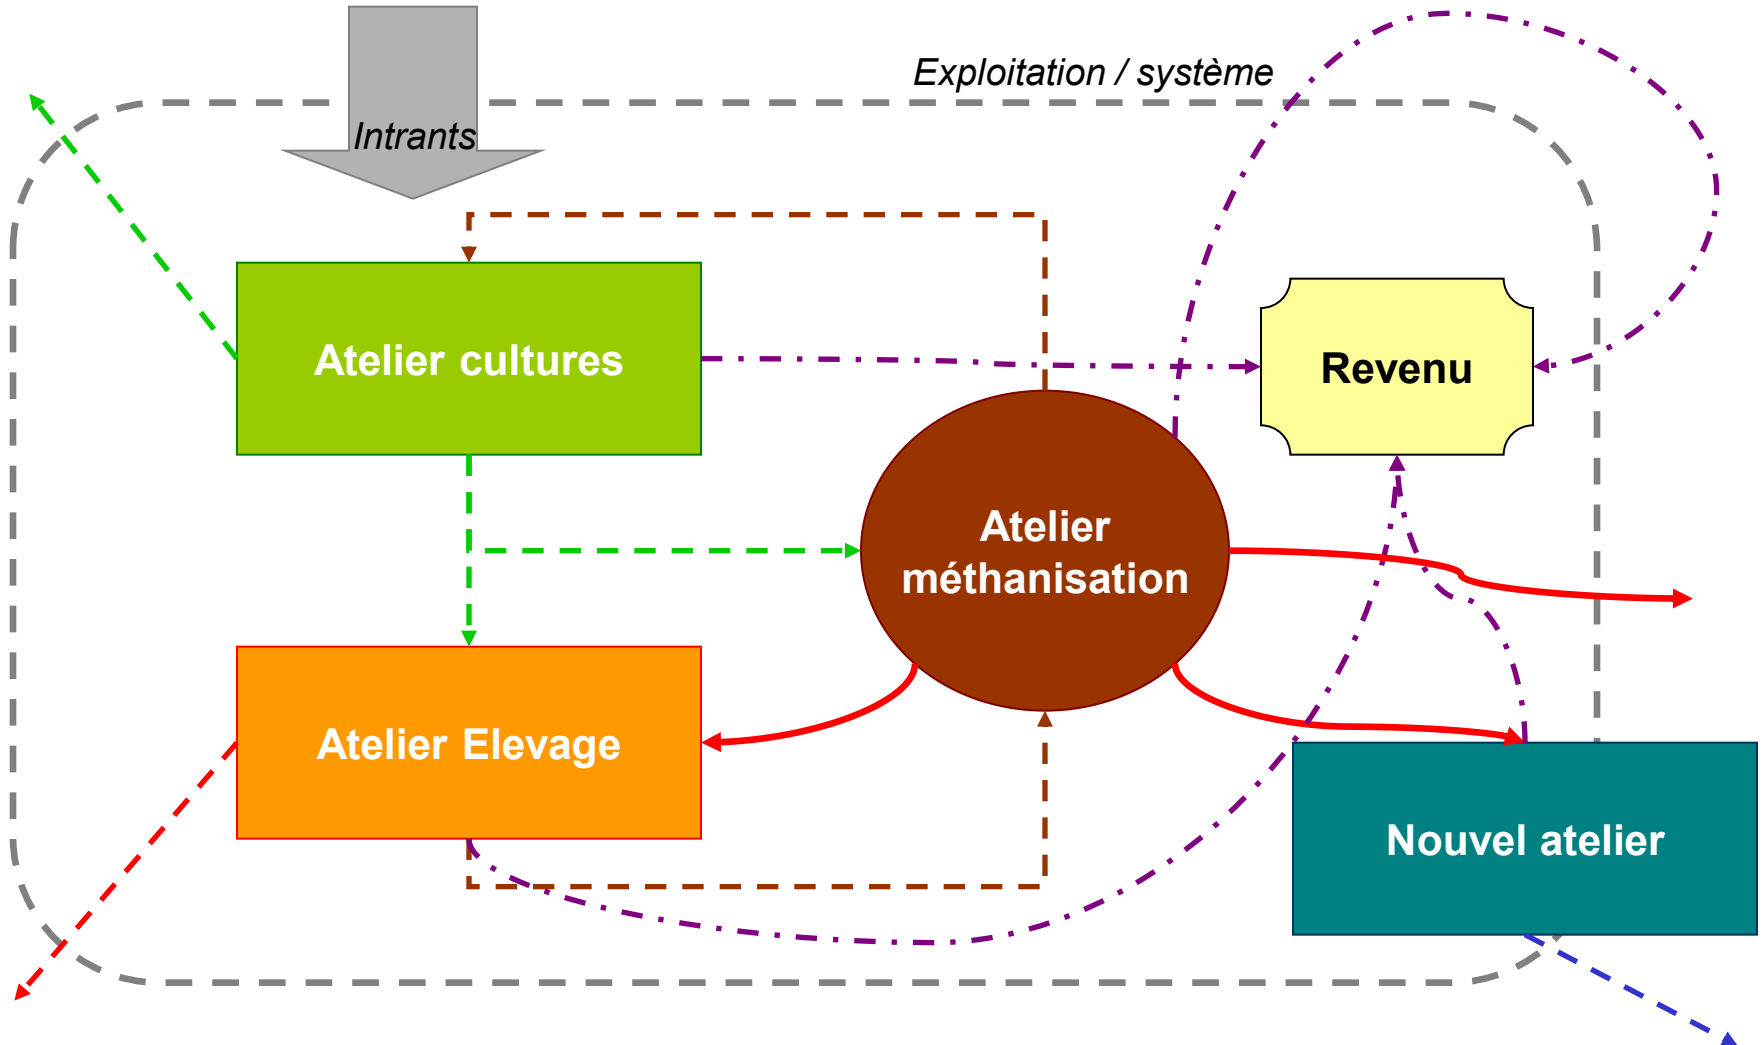 Exploitation / système
Intrants
Atelier cultures
Revenu
Atelier
méthanisation
Atelier Elevage
Nouvel atelier